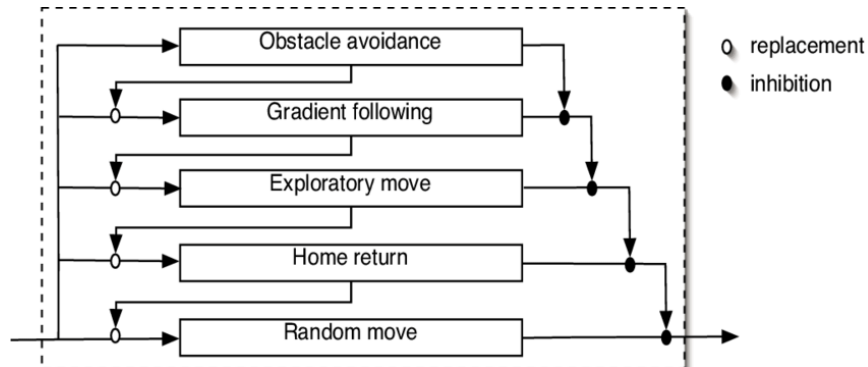 Obstacle avoidance
replacement
inhibition
Gradient following
Exploratory move
Home return
Random move